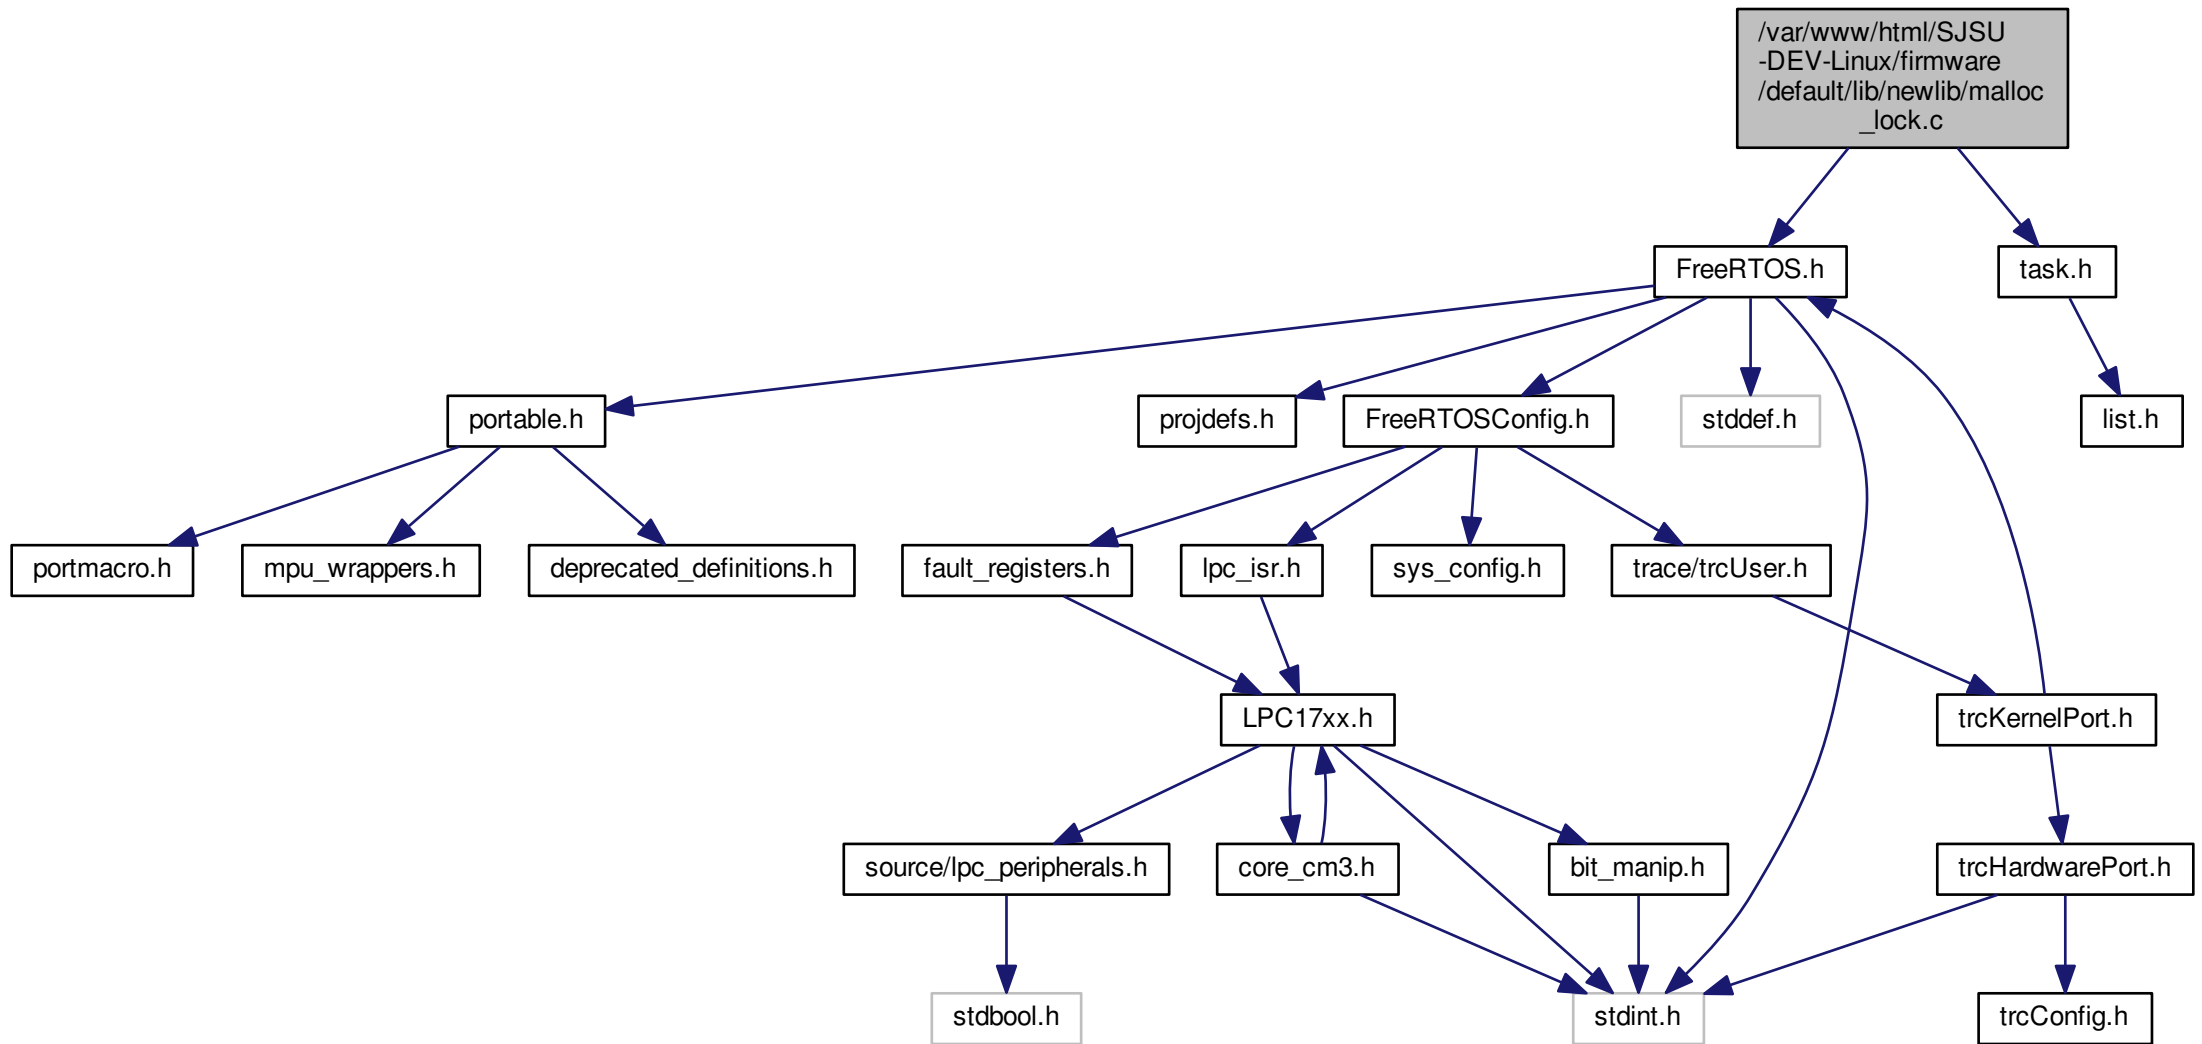 /var/www/html/SJSU
-DEV-Linux/firmware
/default/lib/newlib/malloc
_lock.c
FreeRTOS.h
task.h
portable.h
projdefs.h
FreeRTOSConfig.h
stddef.h
list.h
portmacro.h
mpu_wrappers.h
deprecated_definitions.h
fault_registers.h
lpc_isr.h
sys_config.h
trace/trcUser.h
LPC17xx.h
trcKernelPort.h
source/lpc_peripherals.h
core_cm3.h
bit_manip.h
trcHardwarePort.h
stdbool.h
stdint.h
trcConfig.h